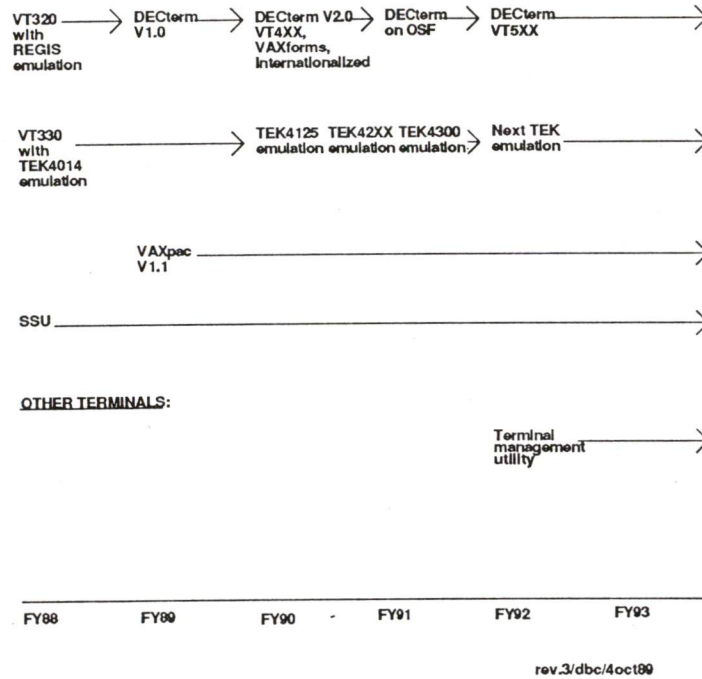 VT320
with
REGIS
emulation
DECterm
V1.0
DECterm V2.0
VT4XX,
VAXforms,
Internationalized
DECterm
on OSF
DECterm
VT5XX
VT330
with
TEK4014
emulation
TEK4125 TEK42XX TEK4300
emulation emulation emulation
Next TEK
emulation
VAXpac
V1.1
SSU
OTHER TERMINALS:
Terminal
management
utility
FY88 FY89 FY90 - FY91 FY92 FY93
rev.3/dbc/4oct89